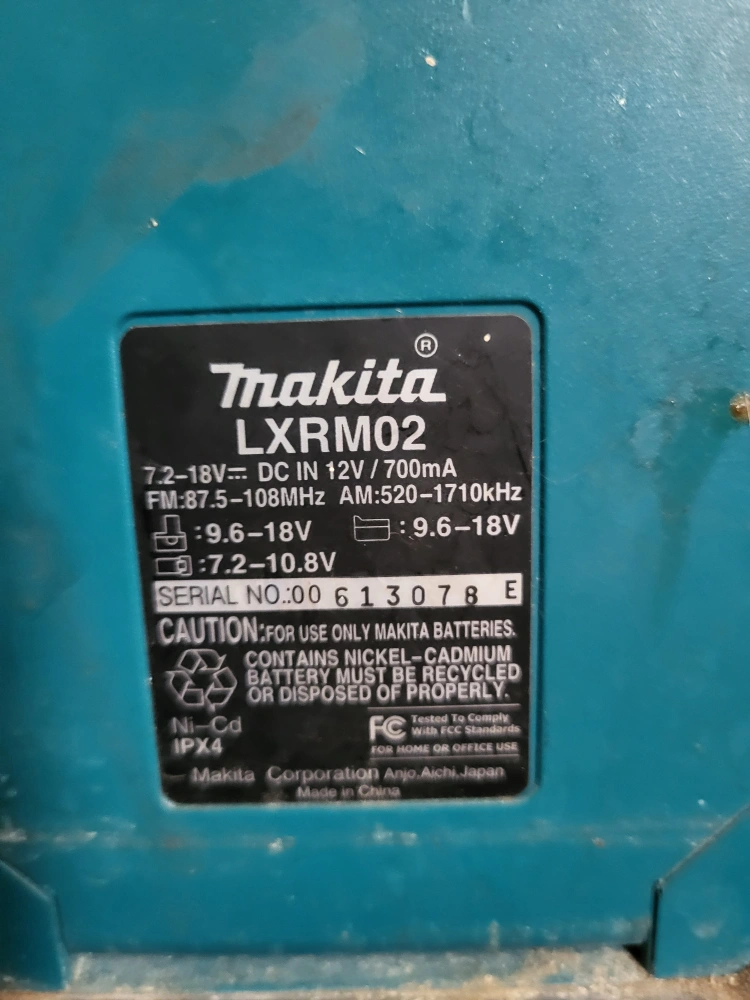 makita®
LXRM02
7.2-18V⎓ DC IN 12V / 700mA
FM:87.5-108MHz AM:520-1710kHz
:9.6-18V :9.6-18V
:7.2-10.8V
SERIAL NO.:00 613078 E
CAUTION:FOR USE ONLY MAKITA BATTERIES.
CONTAINS NICKEL-CADMIUM
BATTERY MUST BE RECYCLED
OR DISPOSED OF PROPERLY.
Ni-Cd
IPX4
FC Tested To Comply
With FCC Standards
FOR HOME OR OFFICE USE
Makita Corporation Anjo.Aichi.Japan
Made in China